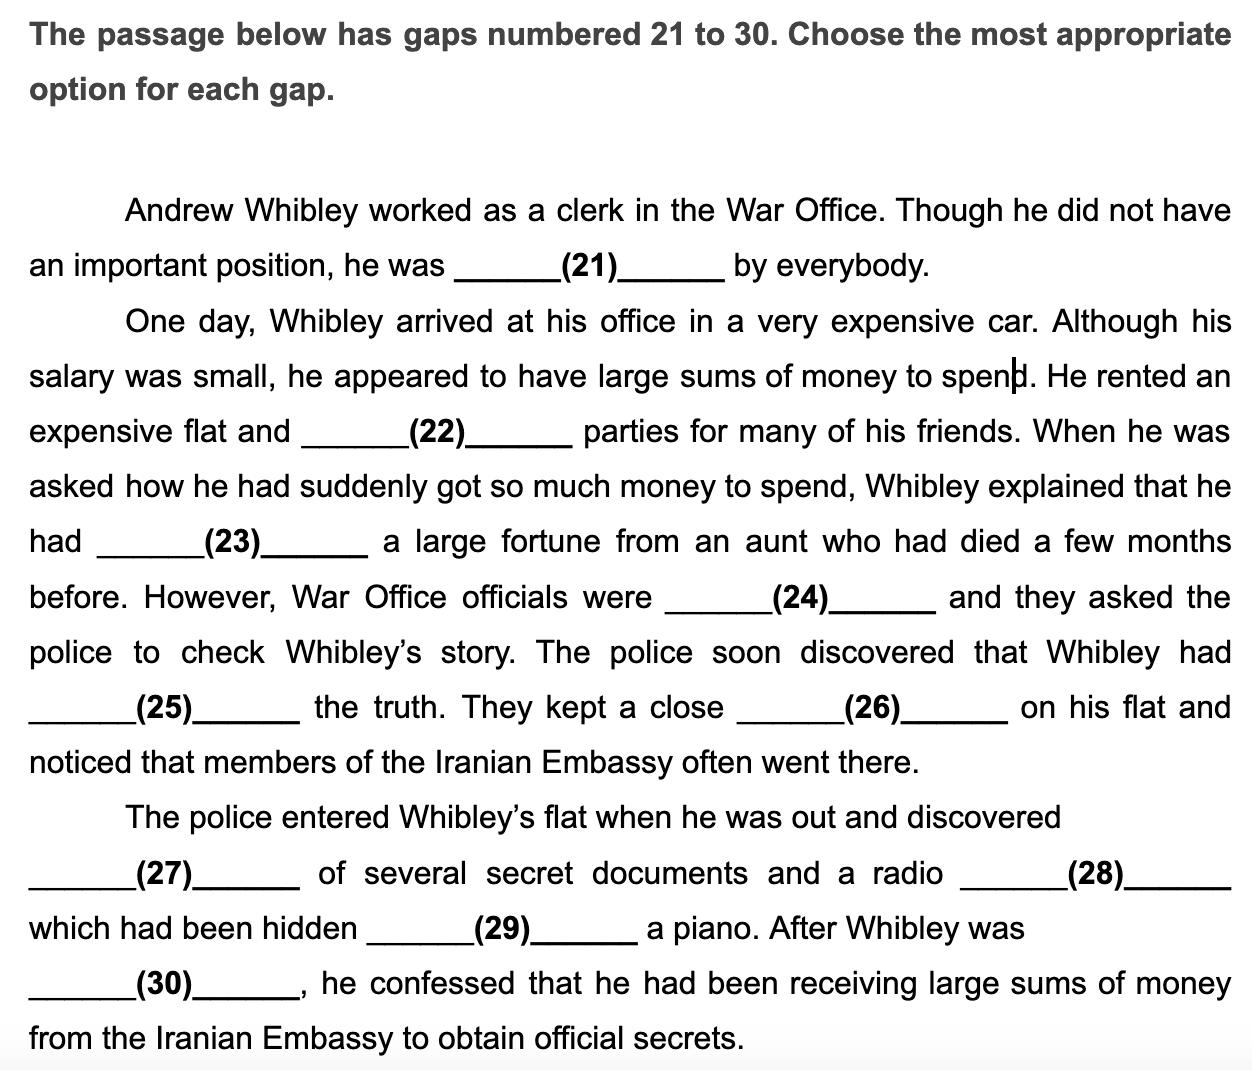 The passage below has gaps numbered 21 to 30. Choose the most appropriate
option for each gap.
Andrew Whibley worked as a clerk in the War Office. Though he did not have
an important position, he was ______(21)______ by everybody.
One day, Whibley arrived at his office in a very expensive car. Although his
salary was small, he appeared to have large sums of money to spend. He rented an
expensive flat and ______(22)______ parties for many of his friends. When he was
asked how he had suddenly got so much money to spend, Whibley explained that he
had ______(23)______ a large fortune from an aunt who had died a few months
before. However, War Office officials were ______(24)______ and they asked the
police to check Whibley’s story. The police soon discovered that Whibley had
______(25)______ the truth. They kept a close ______(26)______ on his flat and
noticed that members of the Iranian Embassy often went there.
The police entered Whibley’s flat when he was out and discovered
______(27)______ of several secret documents and a radio ______(28)______
which had been hidden ______(29)______ a piano. After Whibley was
______(30)______, he confessed that he had been receiving large sums of money
from the Iranian Embassy to obtain official secrets.